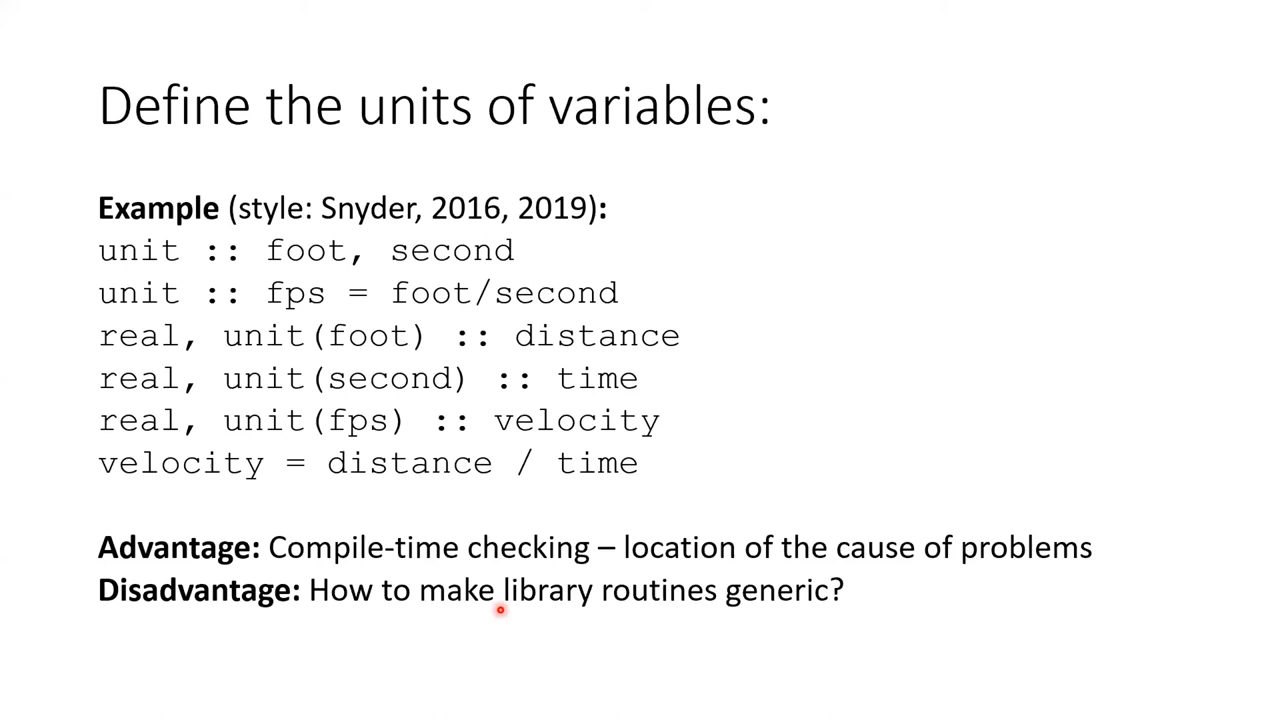 Define the units of variables:
Example (style: Snyder, 2016, 2019):
unit :: foot, second
unit :: fps = foot/second
real, unit(foot) :: distance
real, unit(second) :: time
real, unit(fps) :: velocity
velocity = distance / time
Advantage: Compile-time checking – location of the cause of problems
Disadvantage: How to make library routines generic?